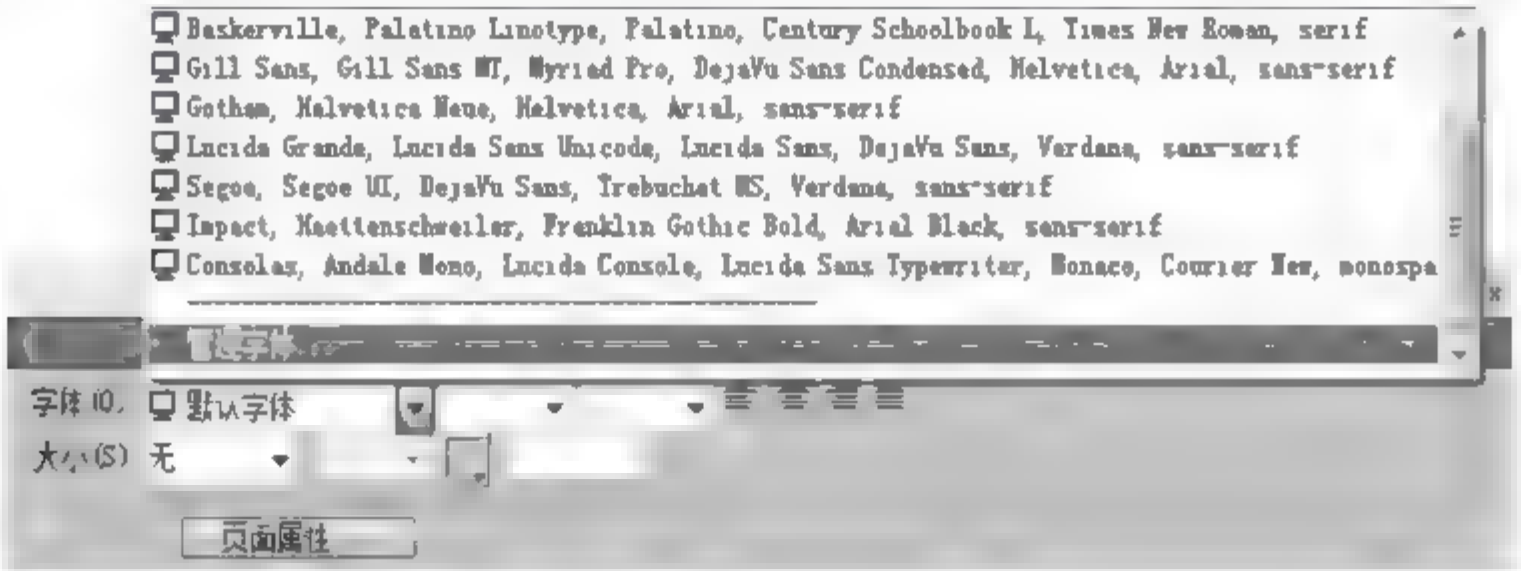 Baskerville, Palatino Linotype, Palatino, Century Schoolbook L, Times New Roman, serif
Gill Sans, Gill Sans MT, Myriad Pro, DejaVu Sans Condensed, Helvetica, Arial, sans-serif
Gotham, Helvetica Neue, Helvetica, Arial, sans-serif
Lucida Grande, Lucida Sans Unicode, Lucida Sans, DejaVu Sans, Verdana, sans-serif
Segoe, Segoe UI, DejaVu Sans, Trebuchet MS, Verdana, sans-serif
Impact, Haettenschweiler, Franklin Gothic Bold, Arial Black, sans-serif
Consolas, Andale Mono, Lucida Console, Lucida Sans Typewriter, Monaco, Courier New, monospa
管理字体...
字体(O) 默认字体
大小(S) 无
页面属性